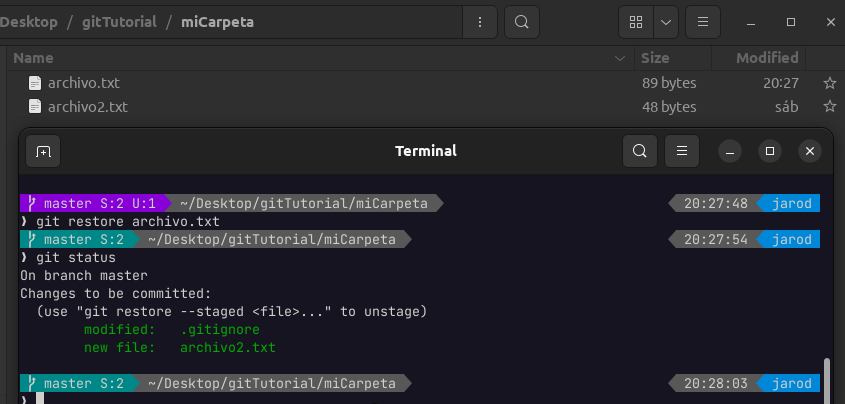 Desktop / gitTutorial / miCarpeta
Name Size Modified
archivo.txt 89 bytes 20:27
archivo2.txt 48 bytes sáb
Terminal
master S:2 U:1 ~/Desktop/gitTutorial/miCarpeta 20:27:48 jarod
❯ git restore archivo.txt
master S:2 ~/Desktop/gitTutorial/miCarpeta 20:27:54 jarod
❯ git status
On branch master
Changes to be committed:
(use "git restore --staged <file>..." to unstage)
modified: .gitignore
new file: archivo2.txt
master S:2 ~/Desktop/gitTutorial/miCarpeta 20:28:03 jarod
❯